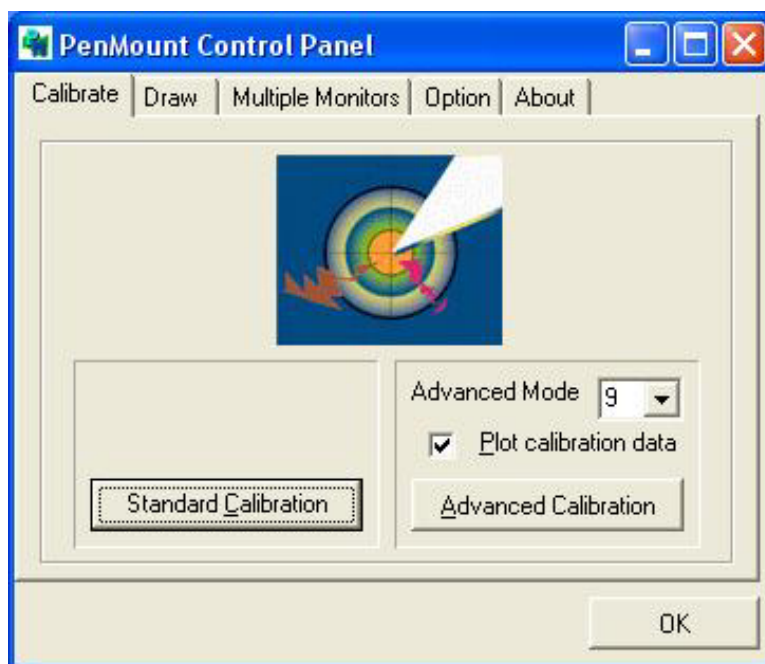 PenMount Control Panel
Calibrate Draw Multiple Monitors Option About
Advanced Mode 9
Plot calibration data
Standard Calibration Advanced Calibration
OK